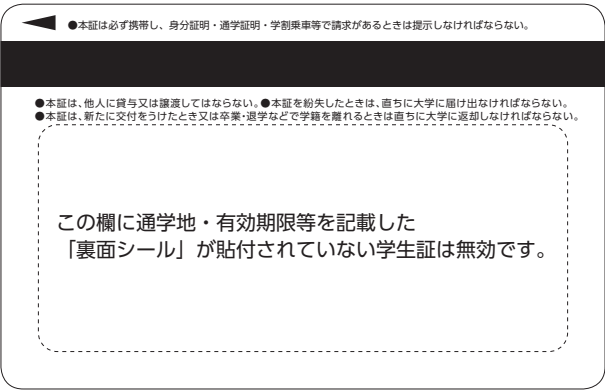 ●本証は必ず携帯し、身分証明・通学証明・学割乗車等で請求があるときは提示しなければならない。
●本証は、他人に貸与又は譲渡してはならない。●本証を紛失したときは、直ちに大学に届け出なければならない。
●本証は、新たに交付をうけたとき又は卒業・退学などで学籍を離れるときは直ちに大学に返却しなければならない。
この欄に通学地・有効期限等を記載した
「裏面シール」が貼付されていない学生証は無効です。